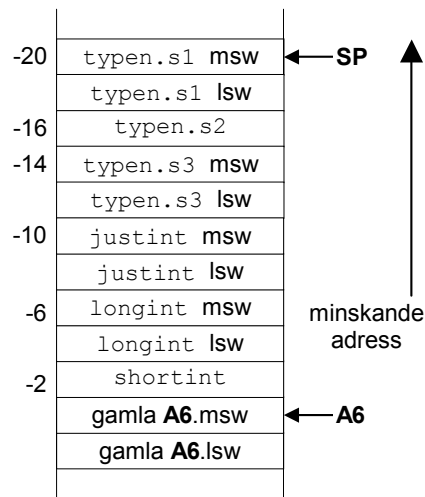 -20 typen.s1 msw SP
typen.s1 lsw
-16 typen.s2
-14 typen.s3 msw
typen.s3 lsw
-10 justint msw
justint lsw
-6 longint msw minskande
longint lsw adress
-2 shortint
gamla A6.msw A6
gamla A6.lsw